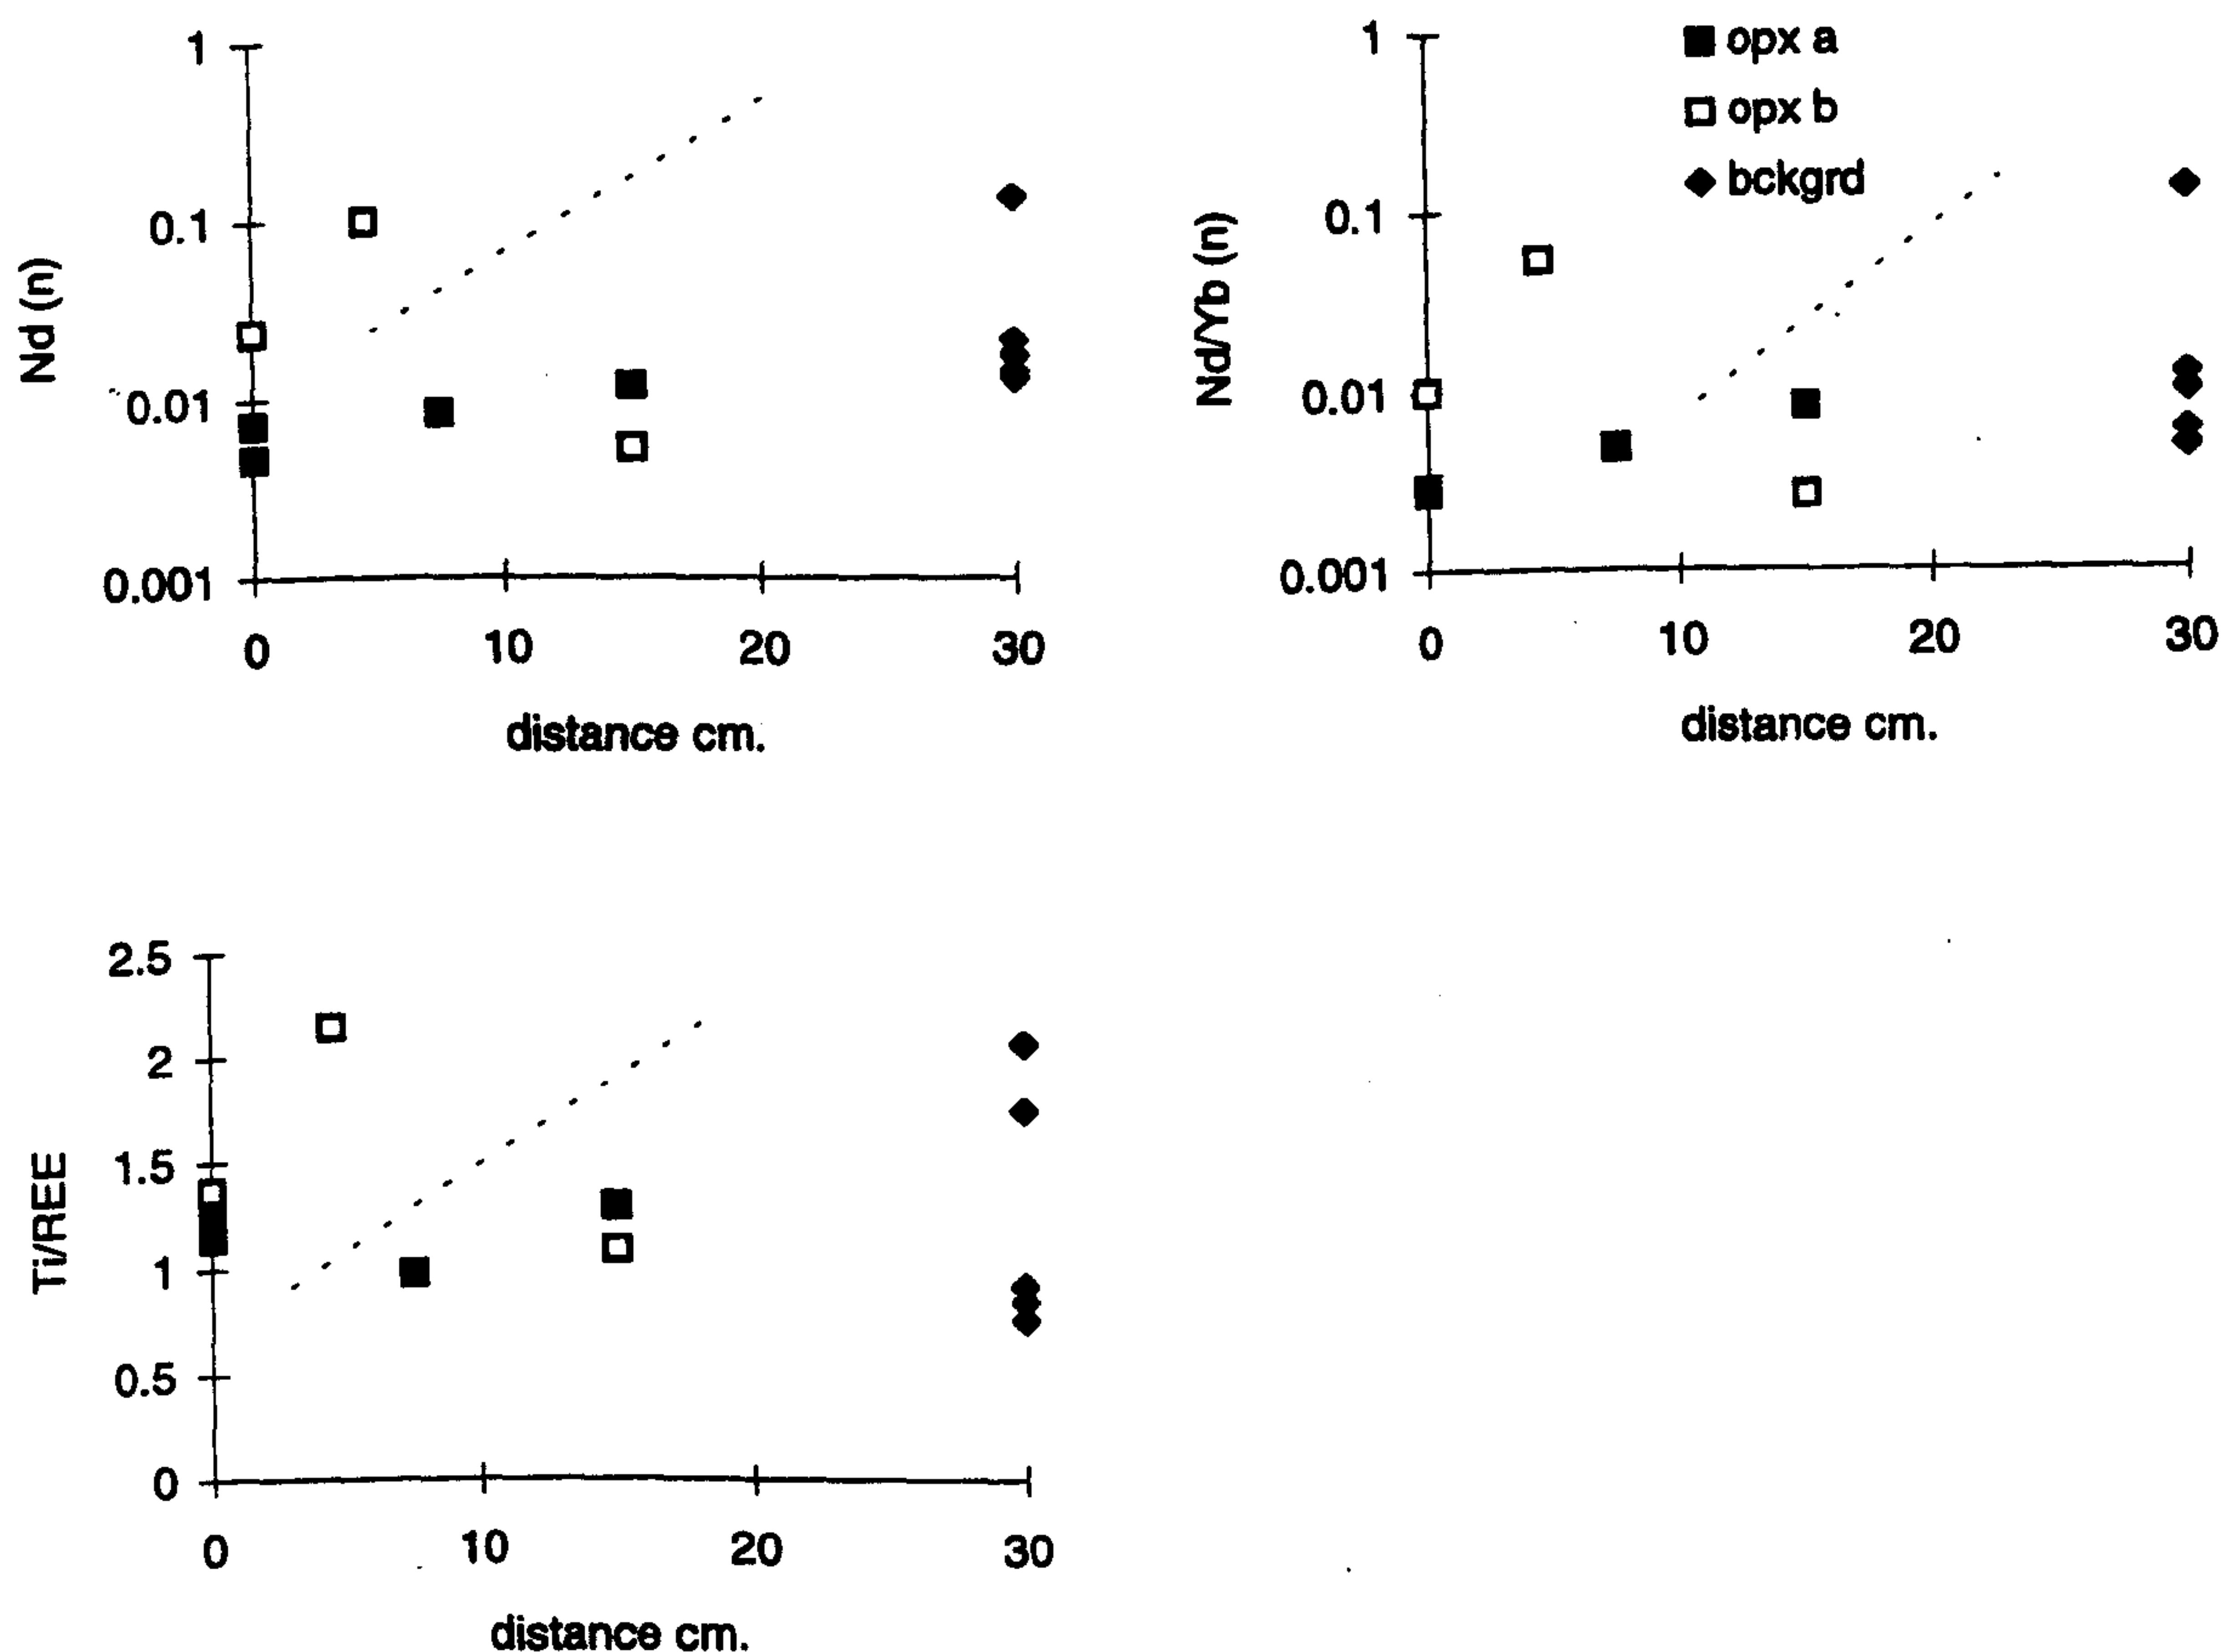 1
0.1
0.01
0.001
Nd (n)
0 10 20 30
distance cm.
1
0.1
0.01
0.001
Nd/Yb (n)
0 10 20 30
distance cm.
opx a
opx b
bckgrd
2.5
2
1.5
1
0.5
0
Ti/REE
0 10 20 30
distance cm.